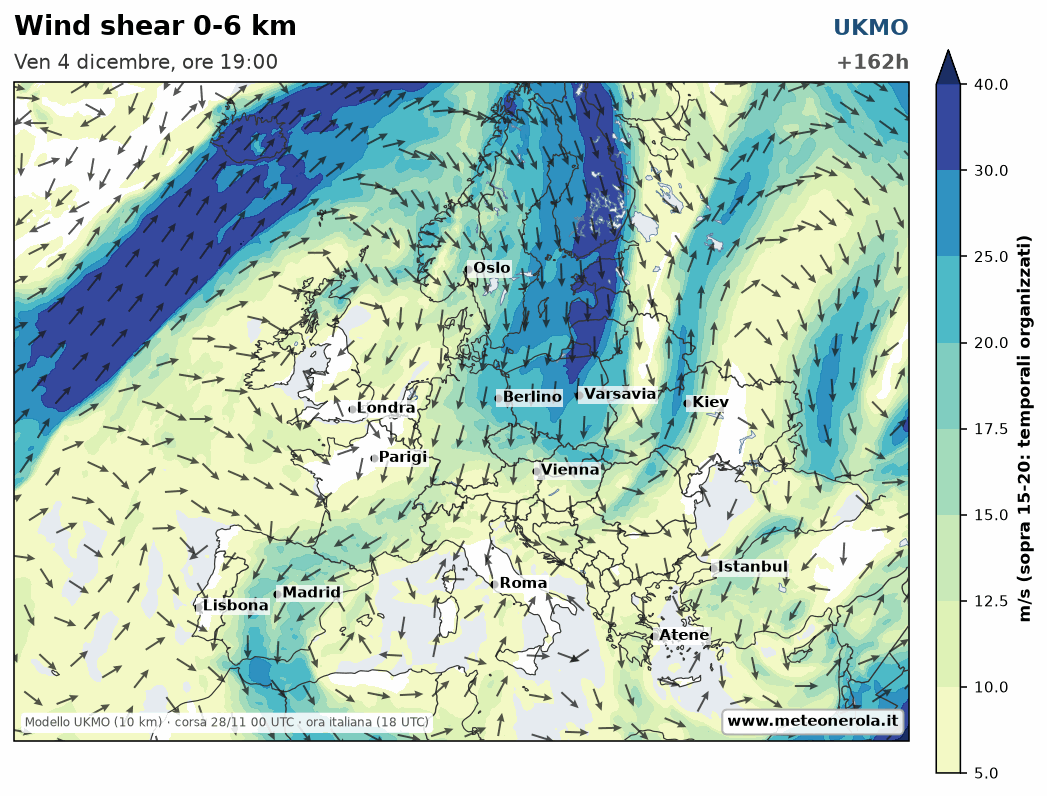 Wind shear 0-6 km
UKMO
Ven 4 dicembre, ore 19:00
+162h
40.0
30.0
25.0
20.0
17.5
15.0
12.5
10.0
5.0
m/s (sopra 15-20: temporali organizzati)
Oslo
Berlino
Varsavia
Londra
Kiev
Parigi
Vienna
Istanbul
Roma
Madrid
Lisbona
Atene
Modello UKMO (10 km) · corsa 28/11 00 UTC · ora italiana (18 UTC)
www.meteonerola.it